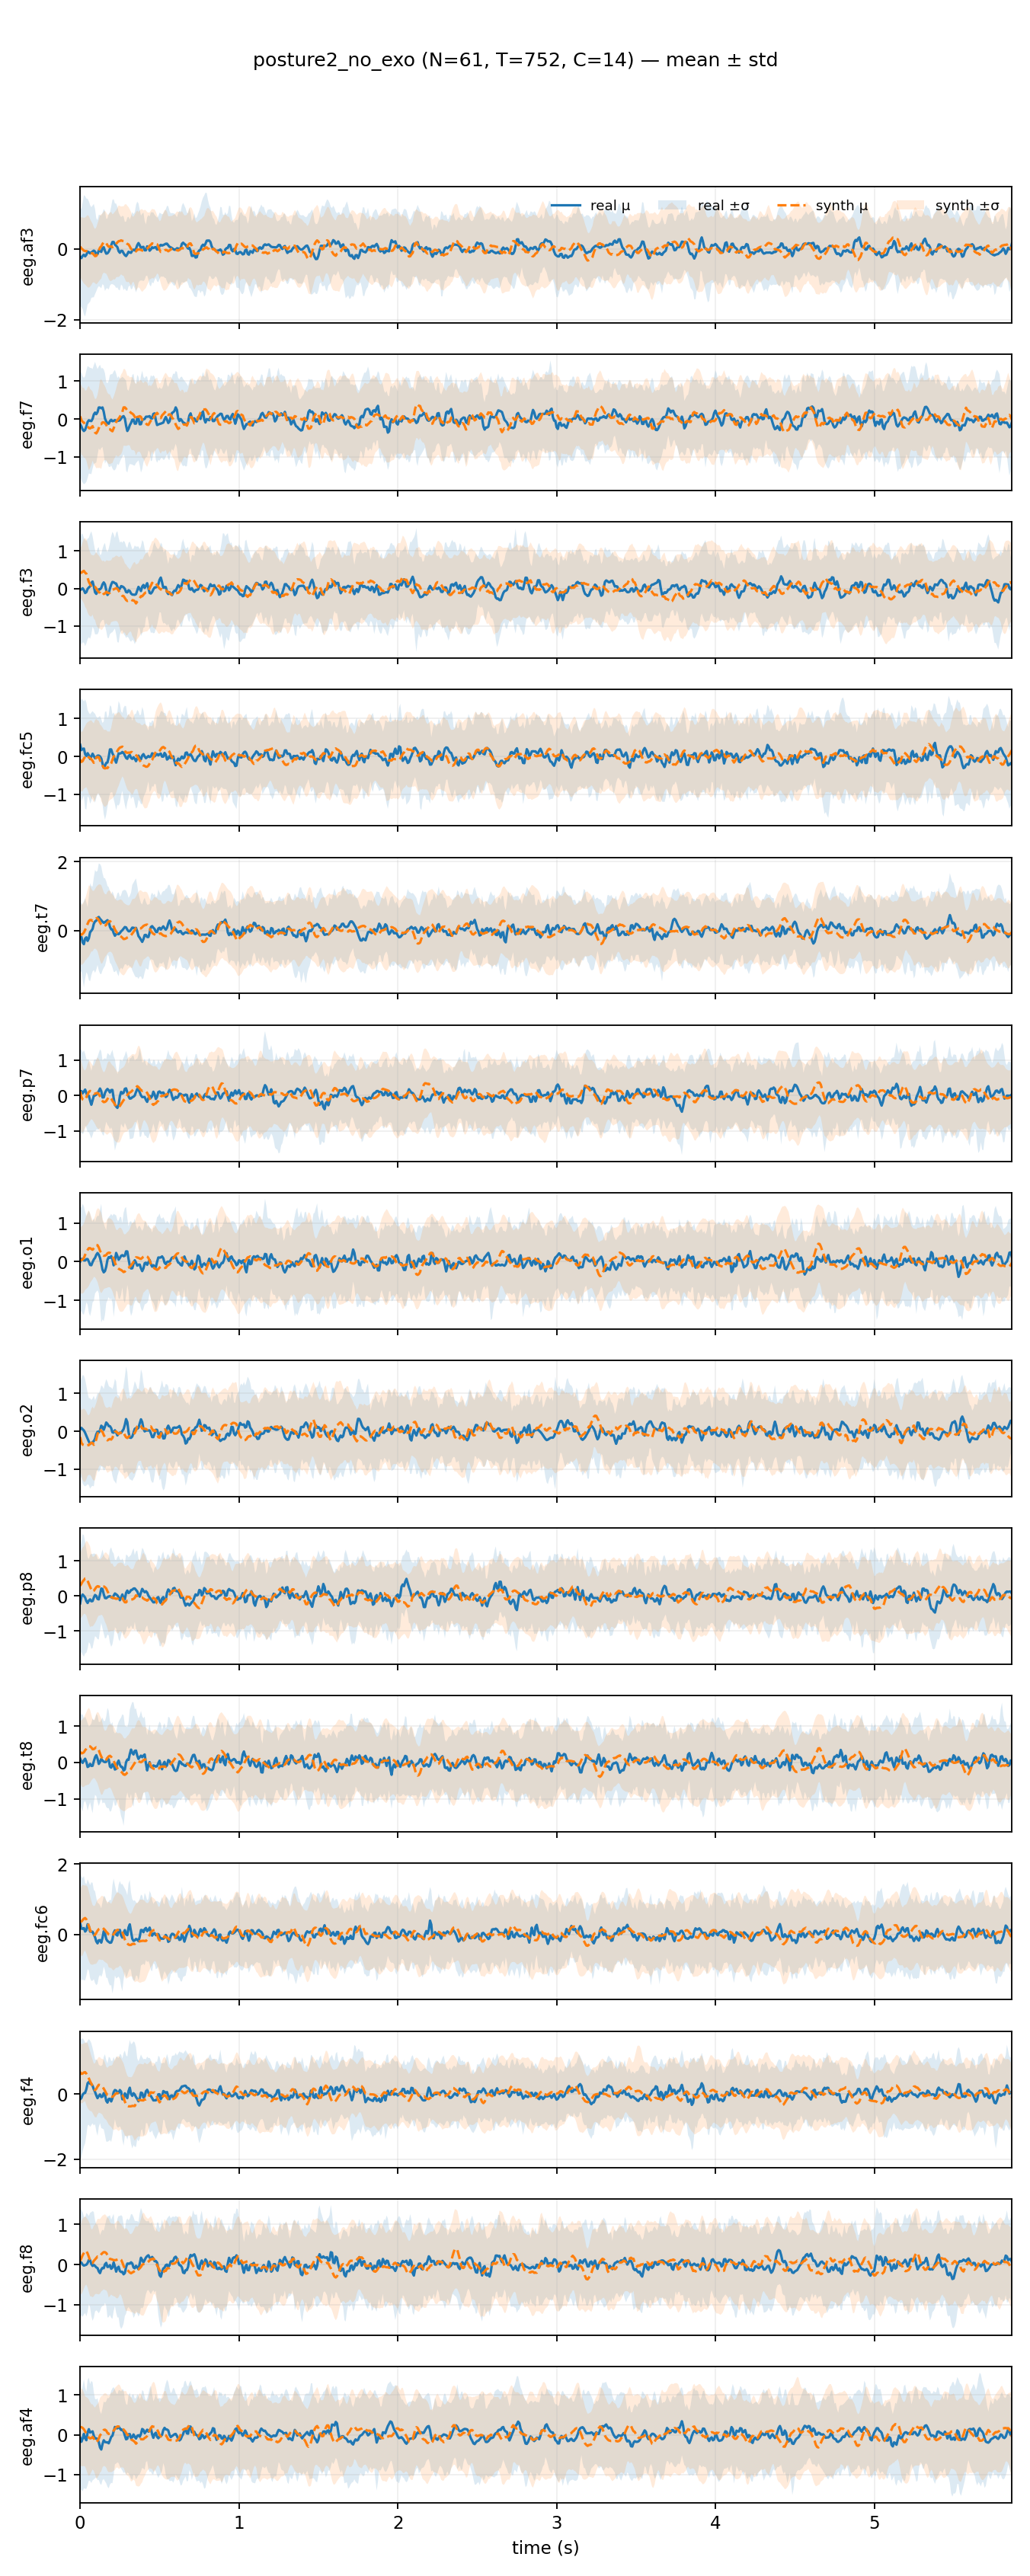 posture2_no_exo (N=61, T=752, C=14) — mean ± std
real μ real ±σ synth μ synth ±σ
eeg.af3
0
−2
eeg.f7
1
0
−1
eeg.f3
1
0
−1
eeg.fc5
1
0
−1
eeg.t7
2
0
eeg.p7
1
0
−1
eeg.o1
1
0
−1
eeg.o2
1
0
−1
eeg.p8
1
0
−1
eeg.t8
1
0
−1
eeg.fc6
2
0
eeg.f4
0
−2
eeg.f8
1
0
−1
eeg.af4
1
0
−1
0 1 2 3 4 5
time (s)